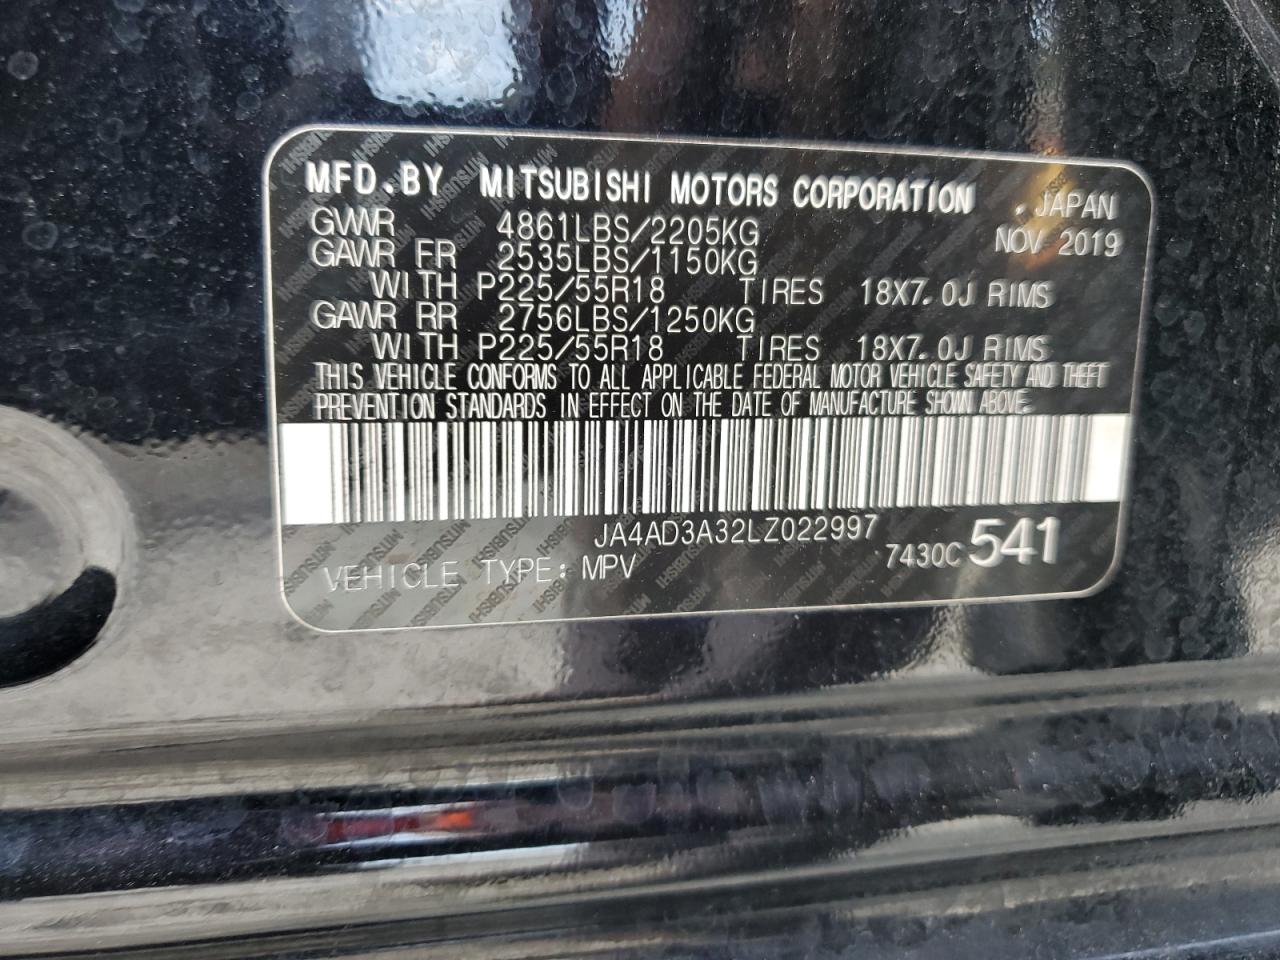 MFD.BY MITSUBISHI MOTORS CORPORATION . JAPAN
GVWR 4861LBS/2205KG NOV 2019
GAWR FR 2535LBS/1150KG
WITH P225/55R18 TIRES 18X7.0J RIMS
GAWR RR 2756LBS/1250KG
WITH P225/55R18 TIRES 18X7.0J RIMS
THIS VEHICLE CONFORMS TO ALL APPLICABLE FEDERAL MOTOR VEHICLE SAFETY AND THEFT
PREVENTION STANDARDS IN EFFECT ON THE DATE OF MANUFACTURE SHOWN ABOVE.
JA4AD3A32LZ022997
VEHICLE TYPE: MPV 7430C 541